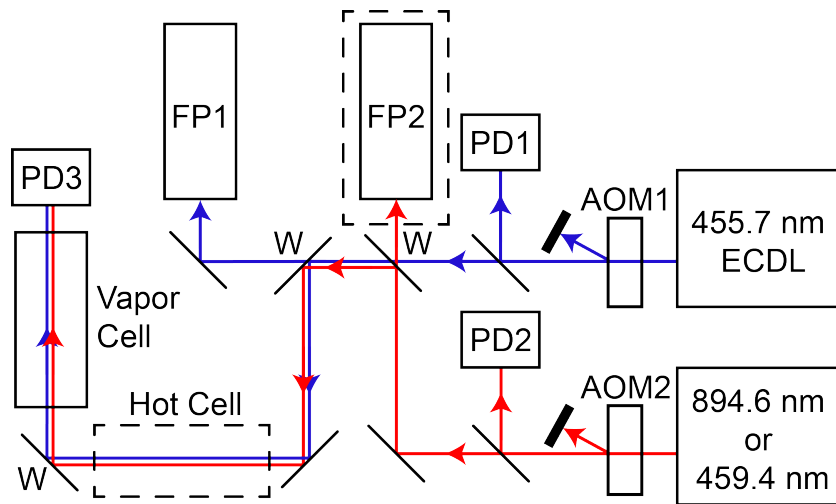 FP1
FP2
PD1
PD3
AOM1
455.7 nm
ECDL
W
W
Vapor
Cell
PD2
AOM2
Hot Cell
894.6 nm
or
459.4 nm
W